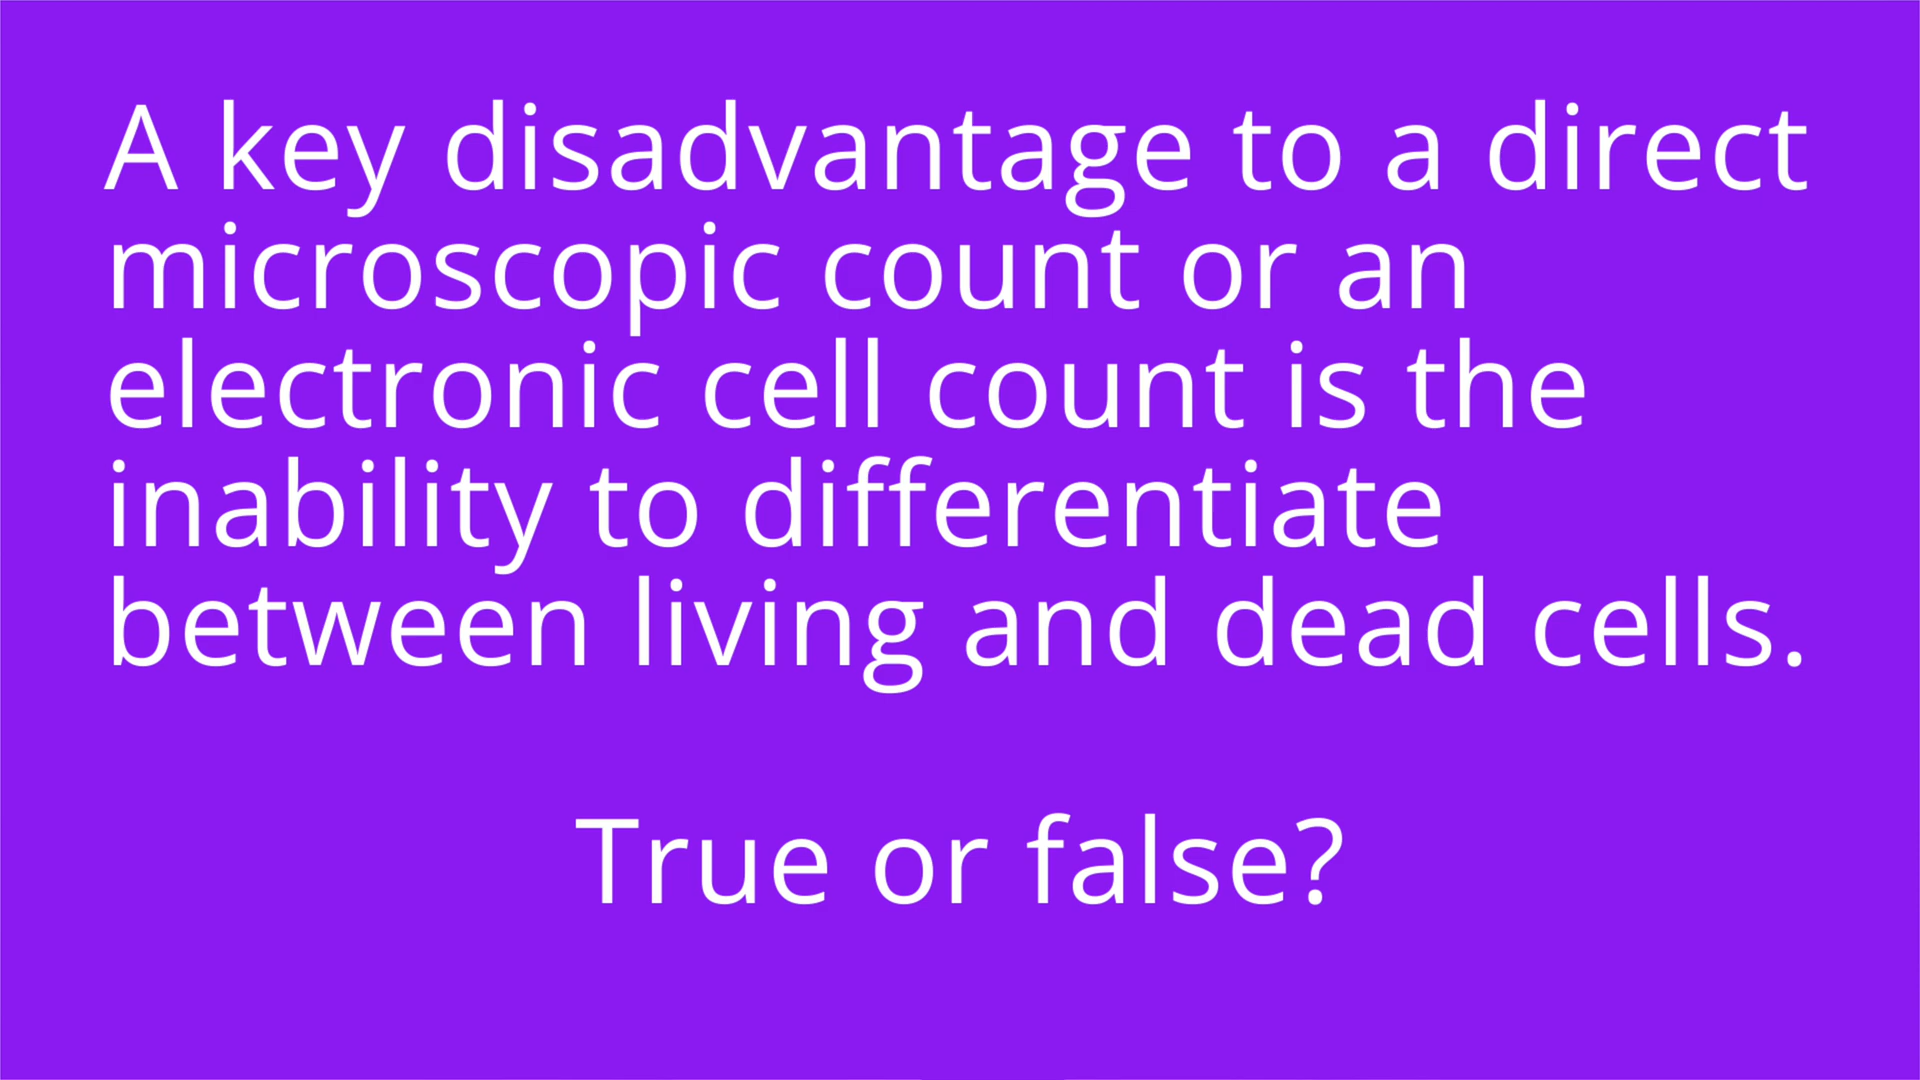 A key disadvantage to a direct
microscopic count or an
electronic cell count is the
inability to differentiate
between living and dead cells.
True or false?